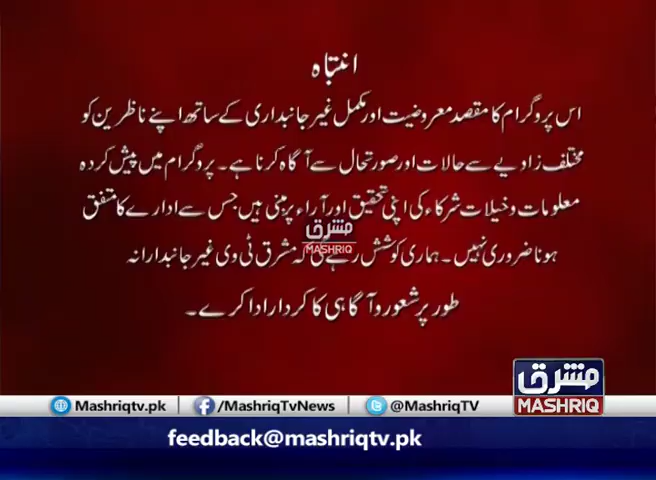 انتباہ
اس پروگرام کا مقصد معروضیت اور مکمل غیر جانبداری کے ساتھ اپنے ناظرین کو
مختلف زاویے سے حالات اور صورتحال سے آگاہ کرنا ہے۔ پروگرام میں پیش کردہ
معلومات و خیلات شرکاء کی اپنی تحقیق اور آراء پر مبنی ہیں جس سے ادارے کا متفق
مشرق
MASHRIQ
ہونا ضروری نہیں۔ ہماری کوشش رہے گی کہ مشرق ٹی وی غیر جانبدارانہ
طور پر شعور و آگاہی کا کردار ادا کرے۔
مشرق
MASHRIQ
Mashriqtv.pk /MashriqTvNews @MashriqTV
feedback@mashriqtv.pk